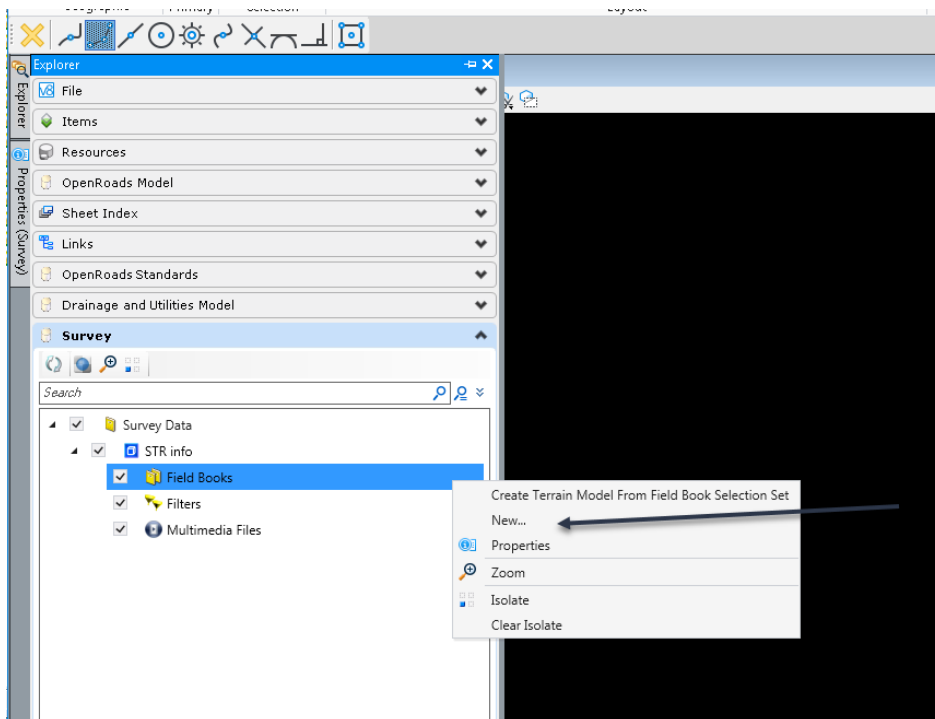 Explorer
File
Items
Resources
OpenRoads Model
Sheet Index
Links
OpenRoads Standards
Drainage and Utilities Model
Survey
Search
Survey Data
STR info
Field Books
Filters
Multimedia Files
Create Terrain Model From Field Book Selection Set
New...
Properties
Zoom
Isolate
Clear Isolate
Explorer
Properties (Survey)